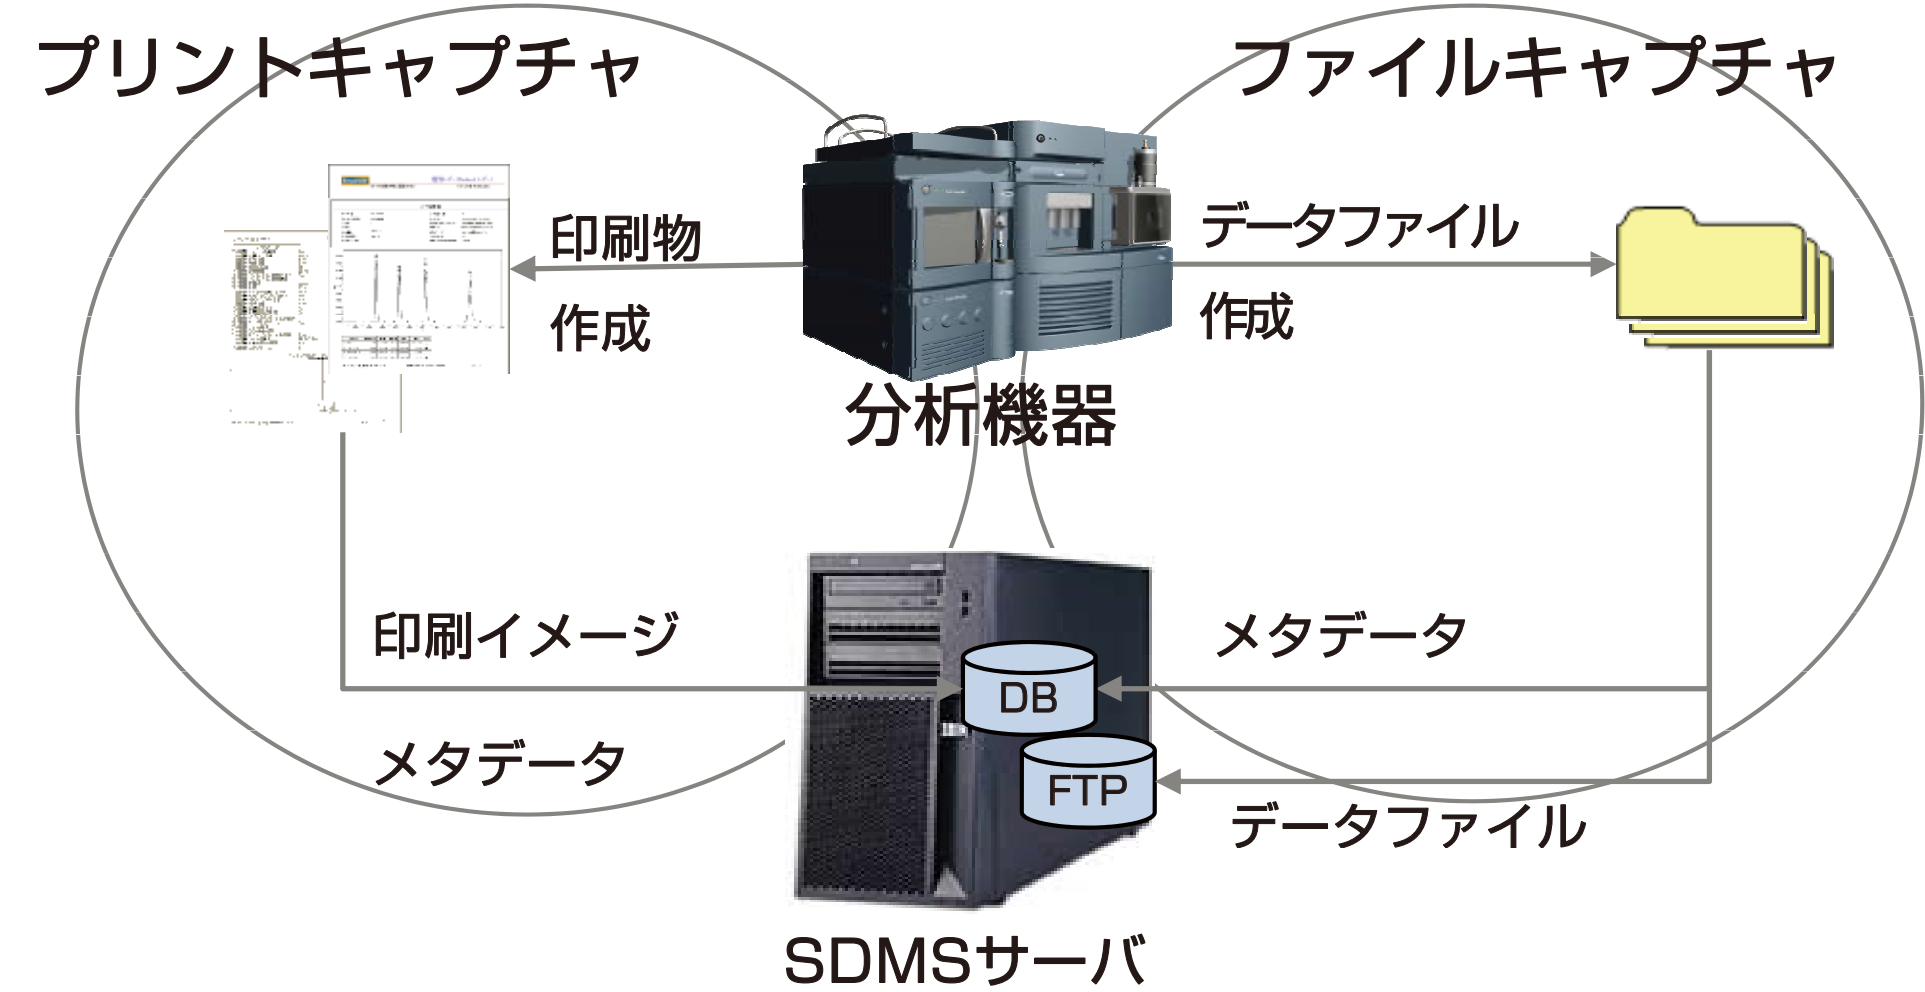 プリントキャプチャ
ファイルキャプチャ
印刷物
作成
データファイル
作成
分析機器
印刷イメージ
メタデータ
メタデータ
データファイル
DB
FTP
SDMSサーバ